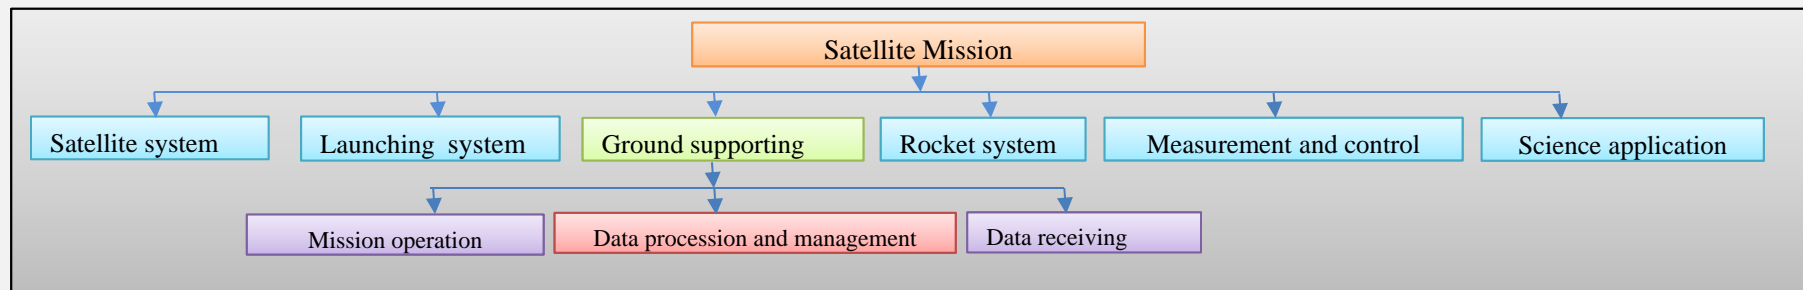 Satellite Mission
Satellite system
Launching system
Ground supporting
Rocket system
Measurement and control
Science application
Mission operation
Data procession and management
Data receiving